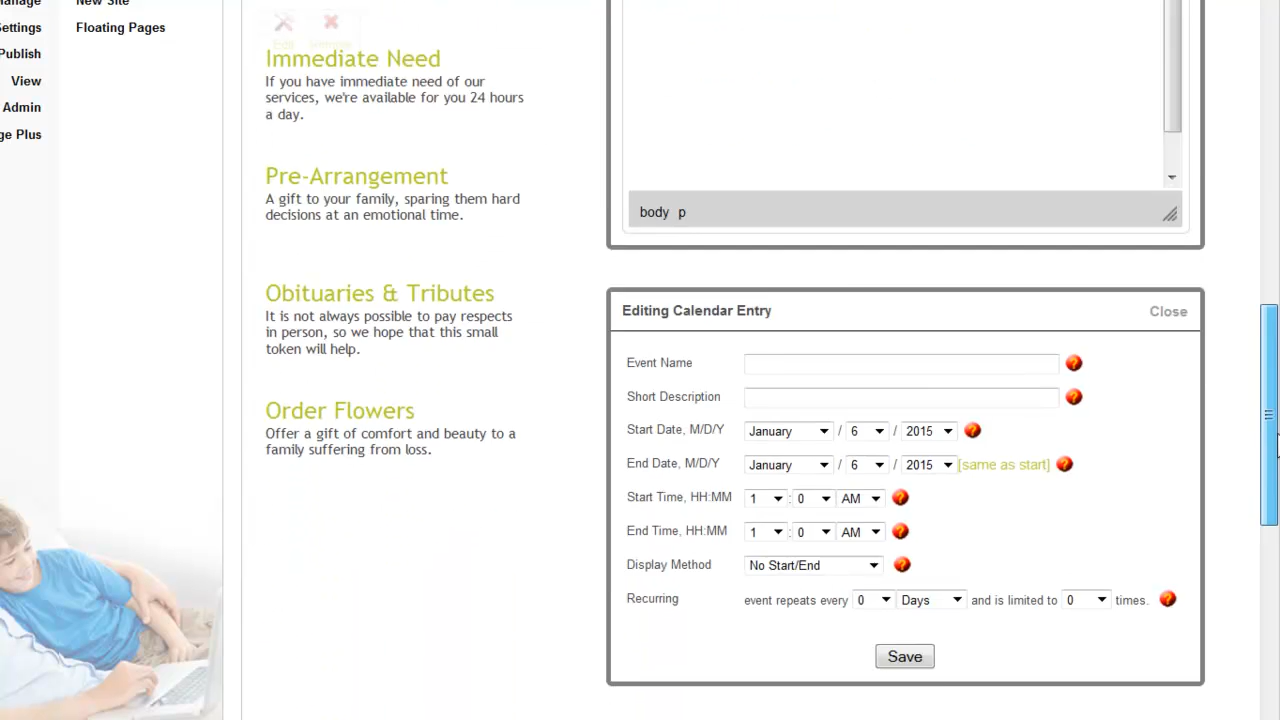 New Site
Settings
Floating Pages
Publish
View
Admin
ge Plus
Edit
Immediate Need
If you have immediate need of our
services, we're available for you 24 hours
a day.
Pre-Arrangement
A gift to your family, sparing them hard
decisions at an emotional time.
Obituaries & Tributes
It is not always possible to pay respects
in person, so we hope that this small
token will help.
Order Flowers
Offer a gift of comfort and beauty to a
family suffering from loss.
body p
Editing Calendar Entry
Close
Event Name
Short Description
Start Date, M/D/Y January / 6 / 2015
End Date, M/D/Y January / 6 / 2015 [same as start]
Start Time, HH:MM 1 : 0 AM
End Time, HH:MM 1 : 0 AM
Display Method No Start/End
Recurring event repeats every 0 Days and is limited to 0 times.
Save